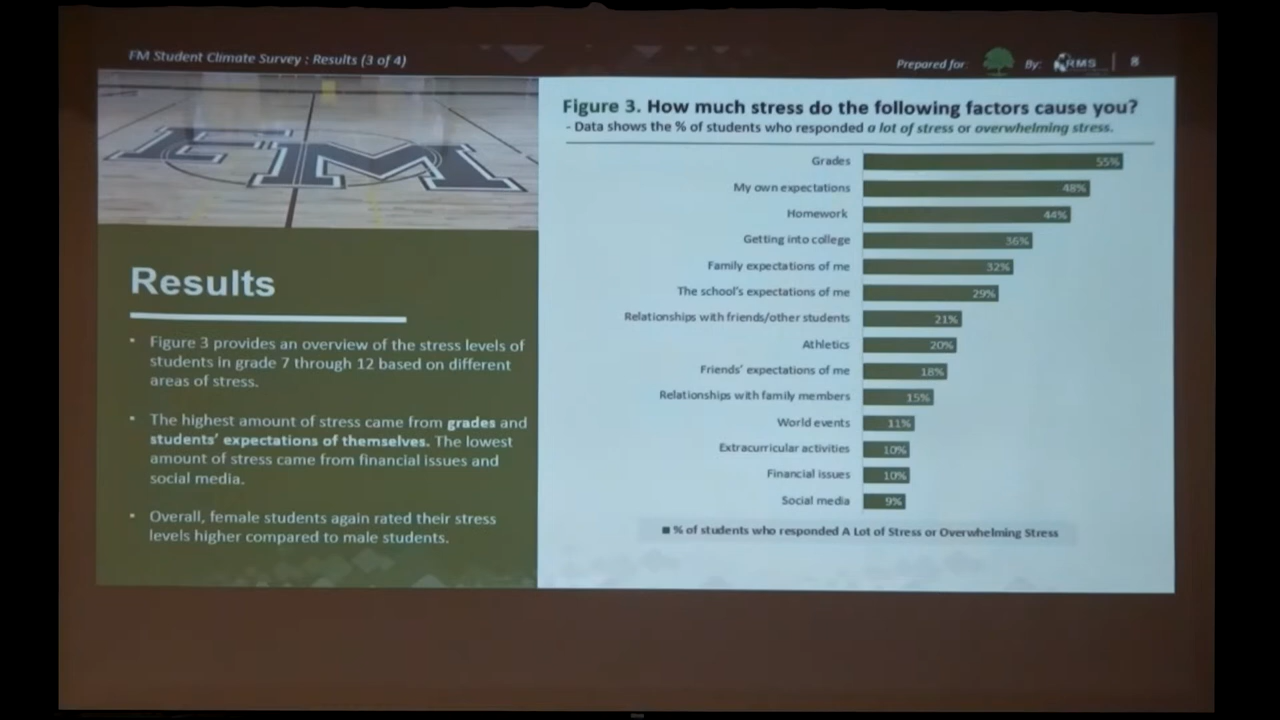 FM Student Climate Survey : Results (3 of 4)
Prepared for: By: RMS 8
FM
Results
• Figure 3 provides an overview of the stress levels of
students in grade 7 through 12 based on different
areas of stress.
• The highest amount of stress came from grades and
students' expectations of themselves. The lowest
amount of stress came from financial issues and
social media.
• Overall, female students again rated their stress
levels higher compared to male students.
Figure 3. How much stress do the following factors cause you?
- Data shows the % of students who responded a lot of stress or overwhelming stress.
Grades 55%
My own expectations 48%
Homework 44%
Getting into college 36%
Family expectations of me 32%
The school's expectations of me 29%
Relationships with friends/other students 21%
Athletics 20%
Friends' expectations of me 18%
Relationships with family members 15%
World events 11%
Extracurricular activities 10%
Financial issues 10%
Social media 9%
% of students who responded A Lot of Stress or Overwhelming Stress